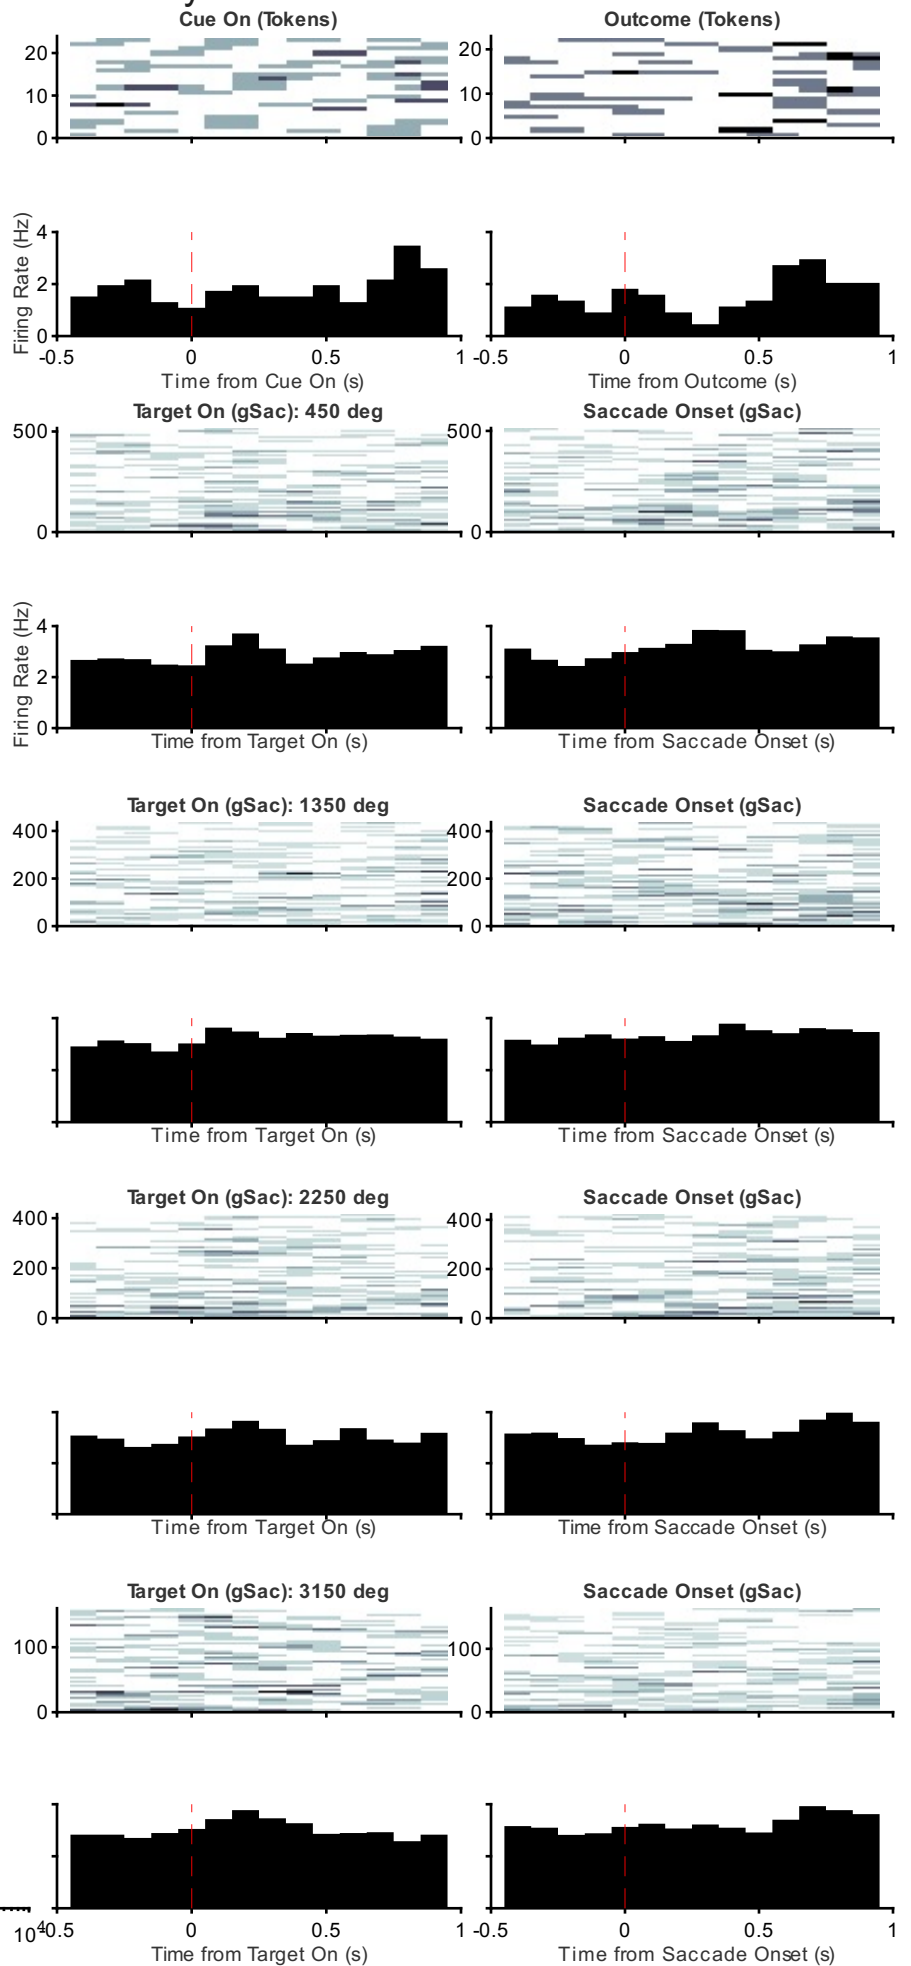 y
Cue On (Tokens) Outcome (Tokens)
20 20
10 10
0 0
Firing Rate (Hz)
4
2
0
-0.5 0 0.5 1 -0.5 0 0.5 1
Time from Cue On (s) Time from Outcome (s)
Target On (gSac): 450 deg Saccade Onset (gSac)
500 500
0 0
Firing Rate (Hz)
4
2
0
Time from Target On (s) Time from Saccade Onset (s)
Target On (gSac): 1350 deg Saccade Onset (gSac)
400 400
200 200
0 0
Time from Target On (s) Time from Saccade Onset (s)
Target On (gSac): 2250 deg Saccade Onset (gSac)
400 400
200 200
0 0
Time from Target On (s) Time from Saccade Onset (s)
Target On (gSac): 3150 deg Saccade Onset (gSac)
100 100
0 0
10⁴ -0.5 0 0.5 1 -0.5 0 0.5 1
Time from Target On (s) Time from Saccade Onset (s)